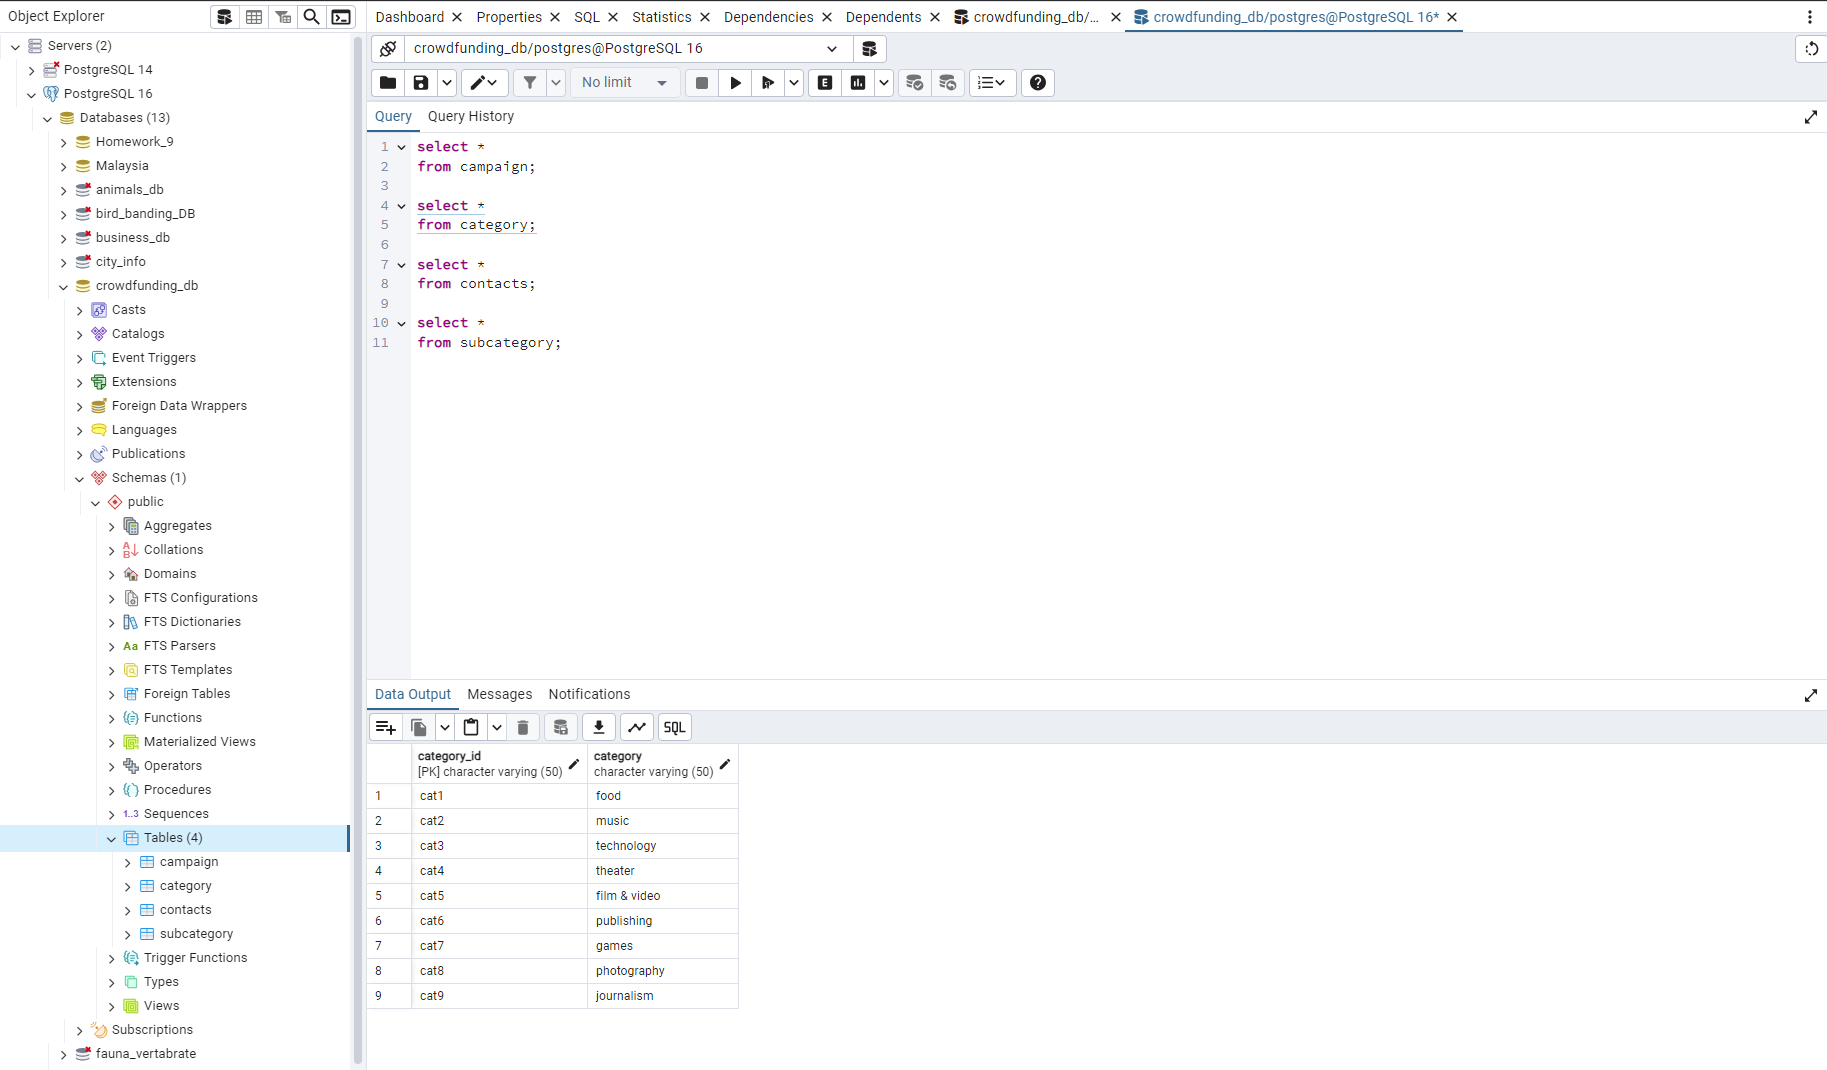 Object Explorer
Servers (2)
PostgreSQL 14
PostgreSQL 16
Databases (13)
Homework_9
Malaysia
animals_db
bird_banding_DB
business_db
city_info
crowdfunding_db
Casts
Catalogs
Event Triggers
Extensions
Foreign Data Wrappers
Languages
Publications
Schemas (1)
public
Aggregates
Collations
Domains
FTS Configurations
FTS Dictionaries
Aa FTS Parsers
FTS Templates
Foreign Tables
Functions
Materialized Views
Operators
Procedures
1..3 Sequences
Tables (4)
campaign
category
contacts
subcategory
Trigger Functions
Types
Views
Subscriptions
fauna_vertabrate
Dashboard Properties SQL Statistics Dependencies Dependents crowdfunding_db/... crowdfunding_db/postgres@PostgreSQL 16*
crowdfunding_db/postgres@PostgreSQL 16
No limit E
Query Query History
1 select *
2 from campaign;
3
4 select *
5 from category;
6
7 select *
8 from contacts;
9
10 select *
11 from subcategory;
Data Output Messages Notifications
SQL
category_id category
[PK] character varying (50) character varying (50)
1 cat1 food
2 cat2 music
3 cat3 technology
4 cat4 theater
5 cat5 film & video
6 cat6 publishing
7 cat7 games
8 cat8 photography
9 cat9 journalism